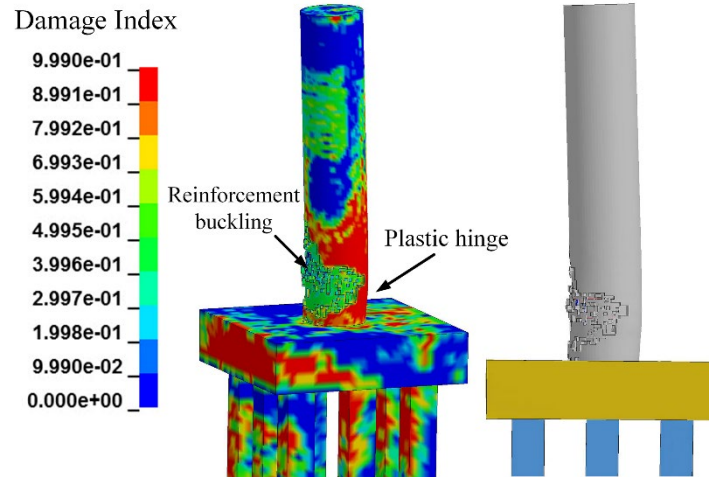 Damage Index
9.990e-01
8.991e-01
7.992e-01
6.993e-01
5.994e-01
4.995e-01
3.996e-01
2.997e-01
1.998e-01
9.990e-02
0.000e+00
Reinforcement
buckling
Plastic hinge